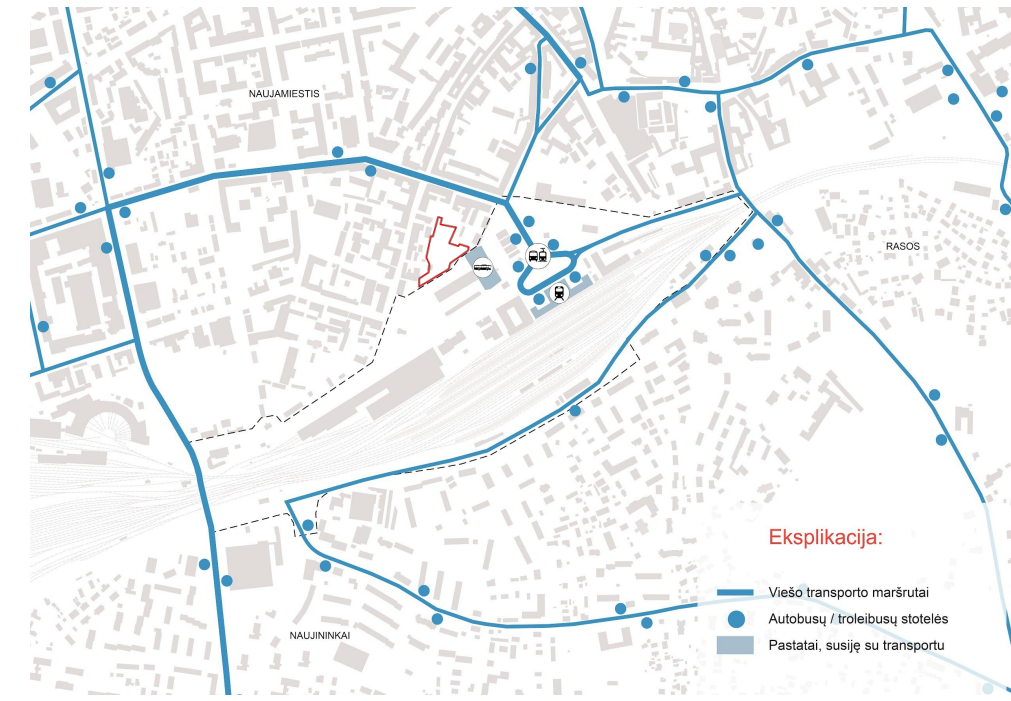 NAUJAMIESTIS
RASOS
Eksplikacija:
Viešo transporto maršrutai
Autobusų / troleibusų stotelės
Pastatai, susiję su transportu
NAUJININKAI